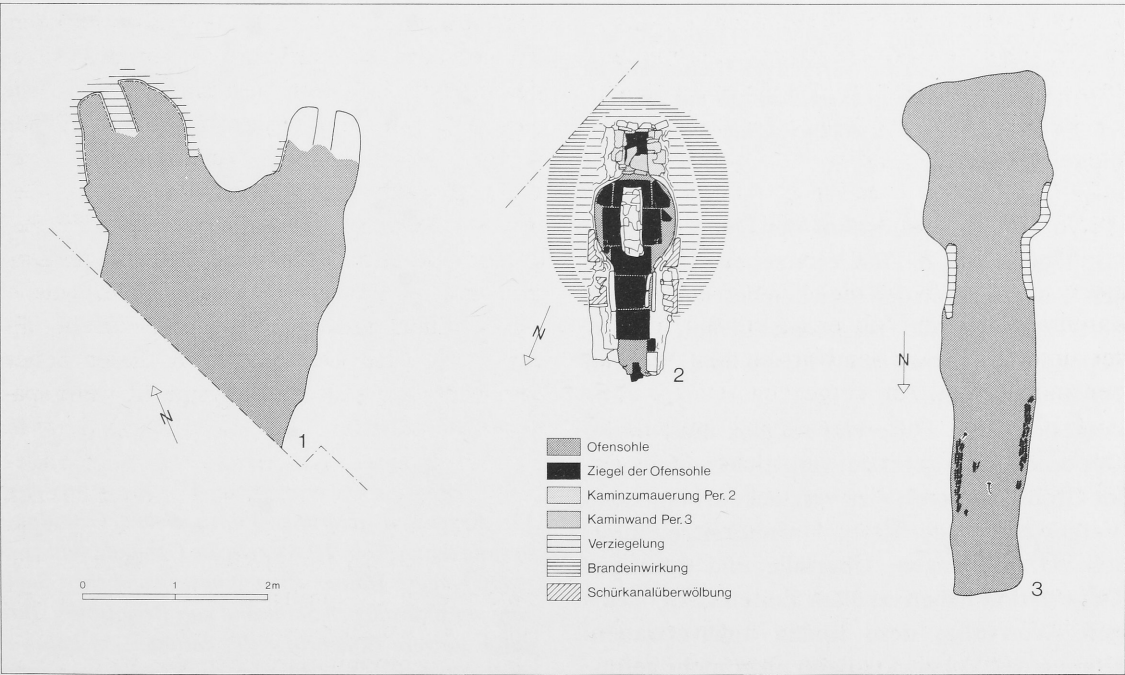 N
1
N
2
N
3
Ofensohle
Ziegel der Ofensohle
Kaminzumauerung Per. 2
Kaminwand Per. 3
Verziegelung
Brandeinwirkung
Schürkanalüberwölbung
0 1 2m